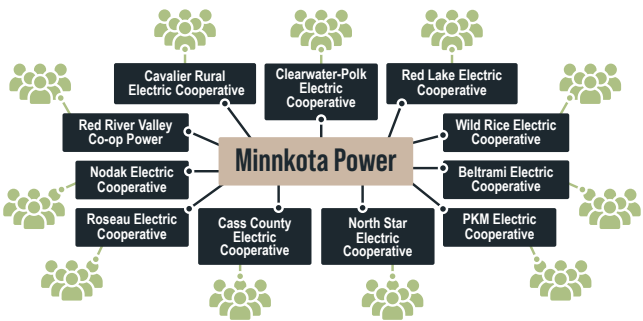 Cavalier Rural
Electric Cooperative
Clearwater-Polk
Electric
Cooperative
Red Lake Electric
Cooperative
Red River Valley
Co-op Power
Wild Rice Electric
Cooperative
Minnkota Power
Nodak Electric
Cooperative
Beltrami Electric
Cooperative
Roseau Electric
Cooperative
Cass County
Electric
Cooperative
North Star
Electric
Cooperative
PKM Electric
Cooperative